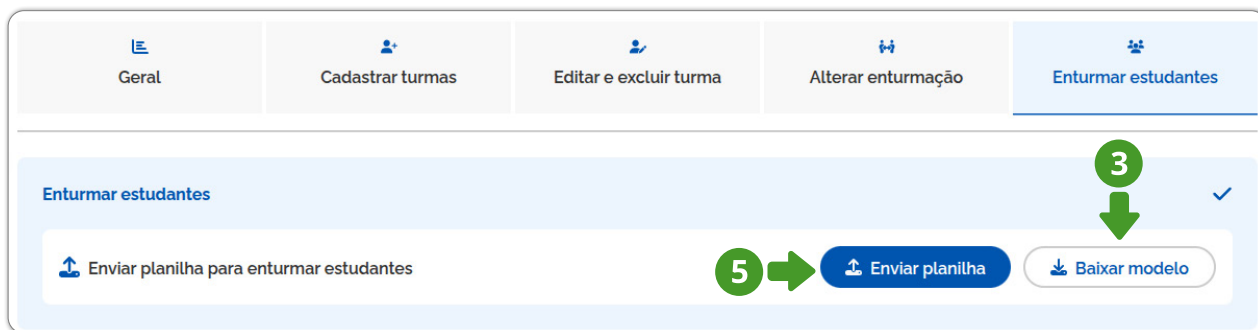 Geral
Cadastrar turmas
Editar e excluir turma
Alterar enturmação
Enturmar estudantes
3
Enturmar estudantes
Enviar planilha para enturmar estudantes
5
Enviar planilha
Baixar modelo